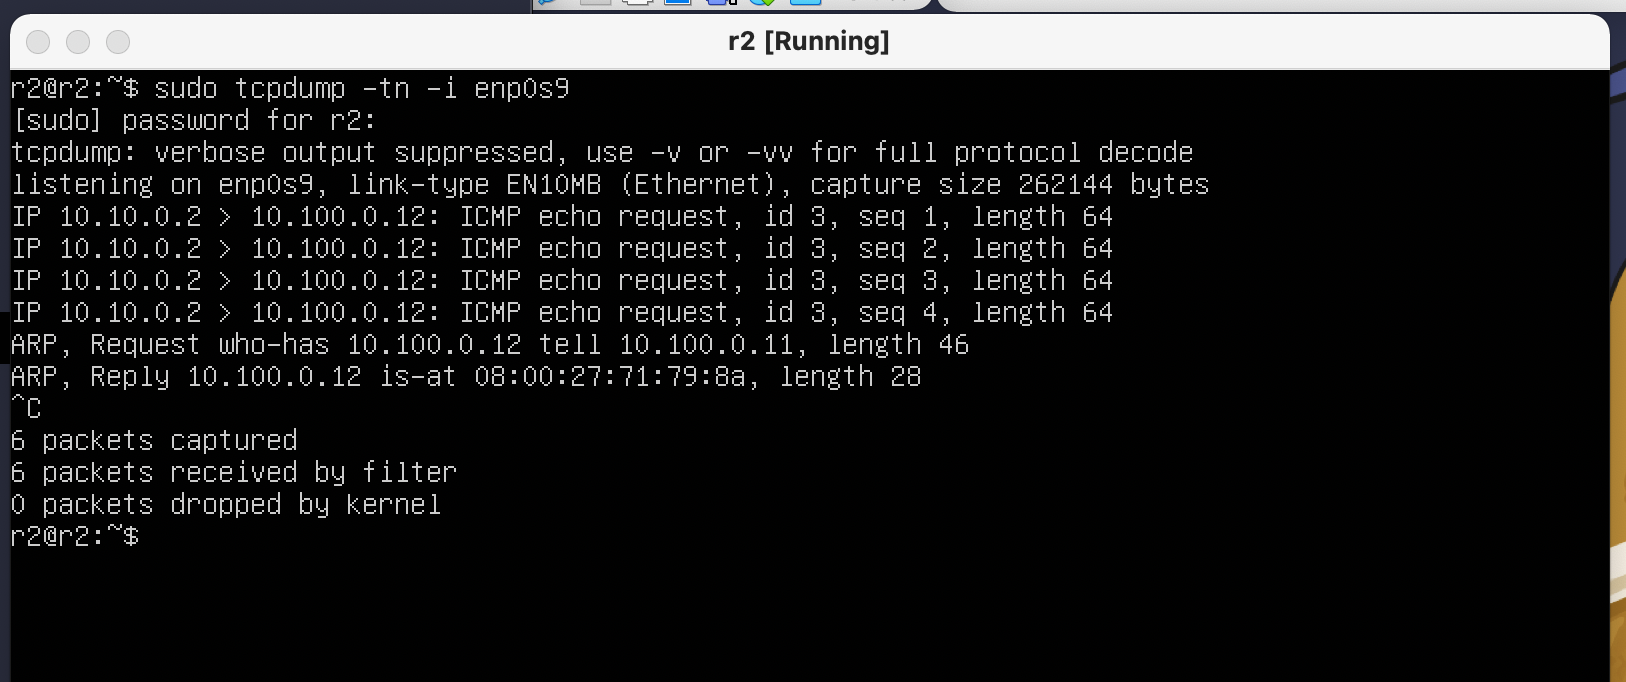 r2 [Running]
r2@r2:~$ sudo tcpdump -tn -i enp0s9
[sudo] password for r2:
tcpdump: verbose output suppressed, use -v or -vv for full protocol decode
listening on enp0s9, link-type EN10MB (Ethernet), capture size 262144 bytes
IP 10.10.0.2 > 10.100.0.12: ICMP echo request, id 3, seq 1, length 64
IP 10.10.0.2 > 10.100.0.12: ICMP echo request, id 3, seq 2, length 64
IP 10.10.0.2 > 10.100.0.12: ICMP echo request, id 3, seq 3, length 64
IP 10.10.0.2 > 10.100.0.12: ICMP echo request, id 3, seq 4, length 64
ARP, Request who-has 10.100.0.12 tell 10.100.0.11, length 46
ARP, Reply 10.100.0.12 is-at 08:00:27:71:79:8a, length 28
^C
6 packets captured
6 packets received by filter
0 packets dropped by kernel
r2@r2:~$